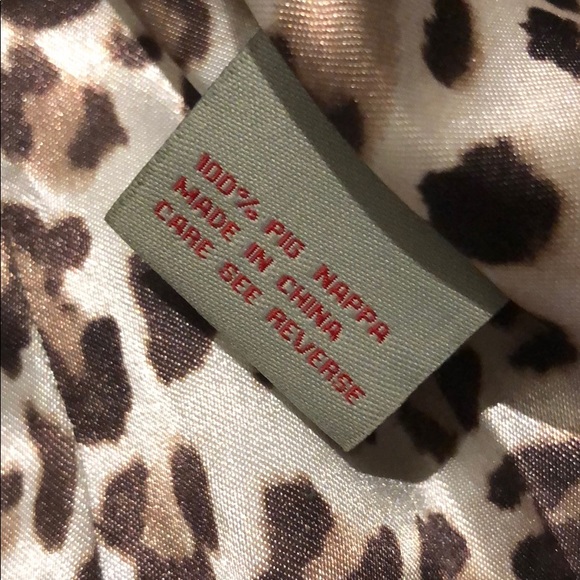 100% PIG NAPPA
MADE IN CHINA
CARE SEE REVERSE